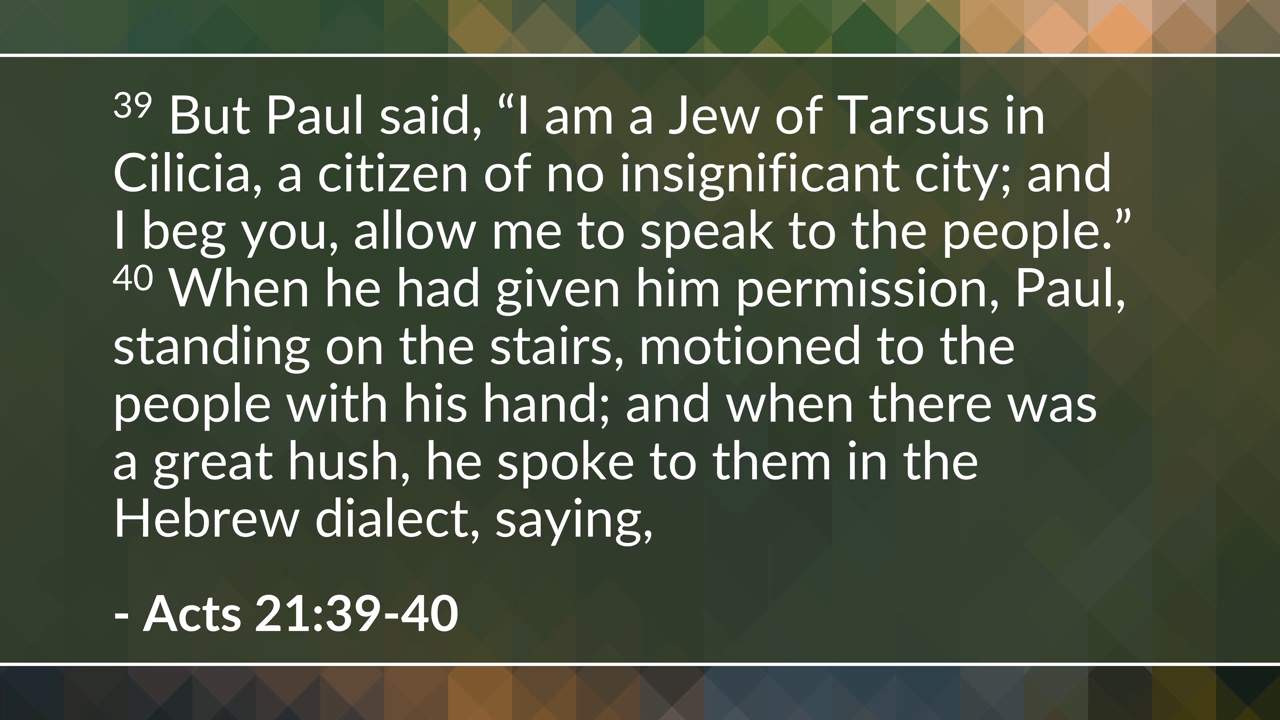 39 But Paul said, “I am a Jew of Tarsus in
Cilicia, a citizen of no insignificant city; and
I beg you, allow me to speak to the people.”
40 When he had given him permission, Paul,
standing on the stairs, motioned to the
people with his hand; and when there was
a great hush, he spoke to them in the
Hebrew dialect, saying,
- Acts 21:39-40